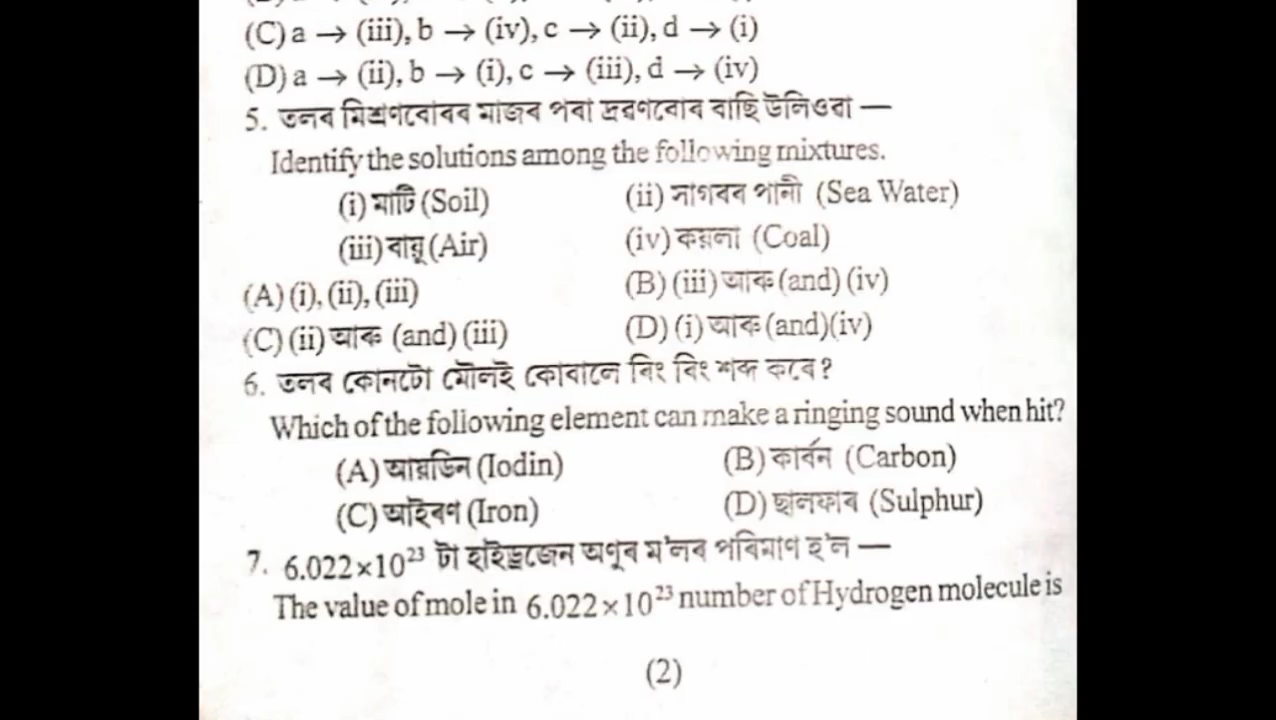 (C) a → (iii), b → (iv), c → (ii), d → (i)
(D) a → (ii), b → (i), c → (iii), d → (iv)
5. তলৰ মিশ্ৰণবোৰৰ মাজৰ পৰা দ্ৰৱণবোৰ বাছি উলিওৱা —
Identify the solutions among the following mixtures.
(i) মাটি (Soil) (ii) সাগৰৰ পানী (Sea Water)
(iii) বায়ু (Air) (iv) কয়লা (Coal)
(A) (i), (ii), (iii) (B) (iii) আৰু (and) (iv)
(C) (ii) আৰু (and) (iii) (D) (i) আৰু (and)(iv)
6. তলৰ কোনটো মৌলই কোবালে ৰিং ৰিং শব্দ কৰে?
Which of the following element can make a ringing sound when hit?
(A) আয়ডিন (Iodin) (B) কাৰ্বন (Carbon)
(C) আইৰণ (Iron) (D) ছালফাৰ (Sulphur)
7. 6.022×10²³ টা হাইড্ৰজেন অণুৰ ম'লৰ পৰিমাণ হ'ল —
The value of mole in 6.022×10²³ number of Hydrogen molecule is
(2)